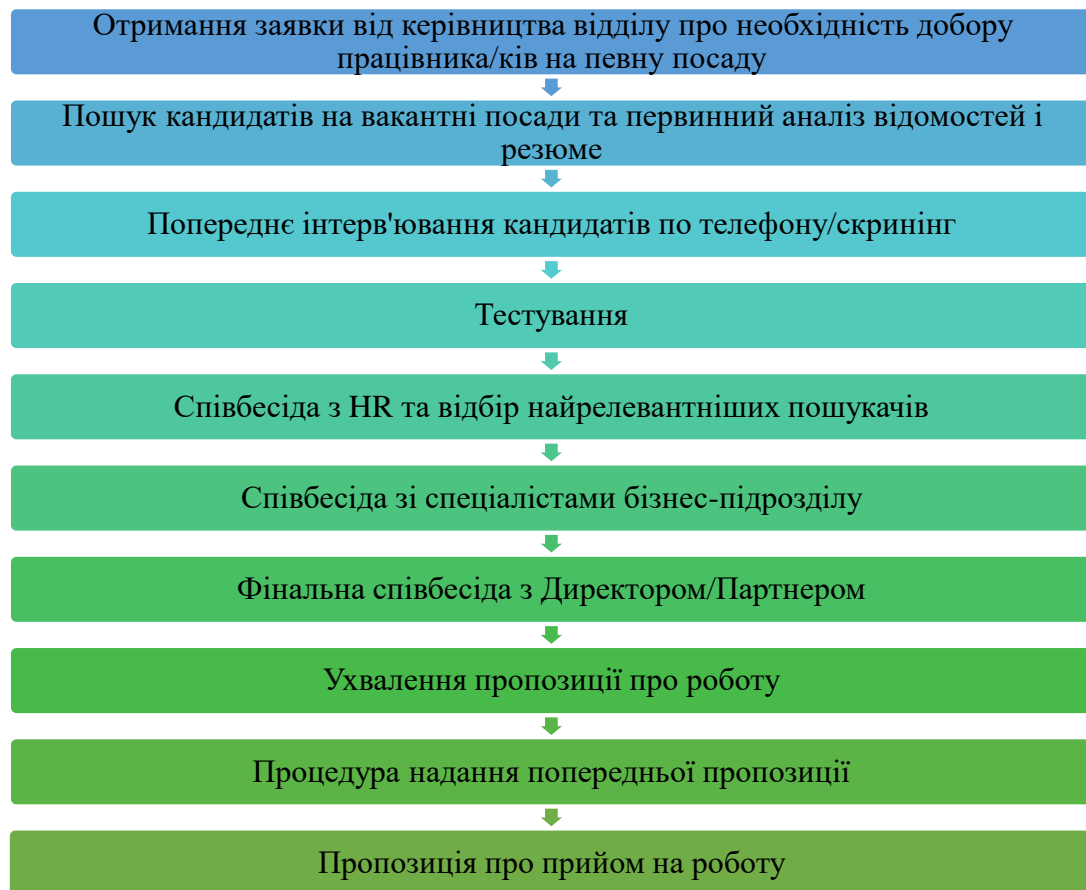 Отримання заявки від керівництва відділу про необхідність добору
працівника/ків на певну посаду
Пошук кандидатів на вакантні посади та первинний аналіз відомостей і
резюме
Попереднє інтерв'ювання кандидатів по телефону/скринінг
Тестування
Співбесіда з HR та відбір найрелевантніших пошукачів
Співбесіда зі спеціалістами бізнес-підрозділу
Фінальна співбесіда з Директором/Партнером
Ухвалення пропозиції про роботу
Процедура надання попередньої пропозиції
Пропозиція про прийом на роботу